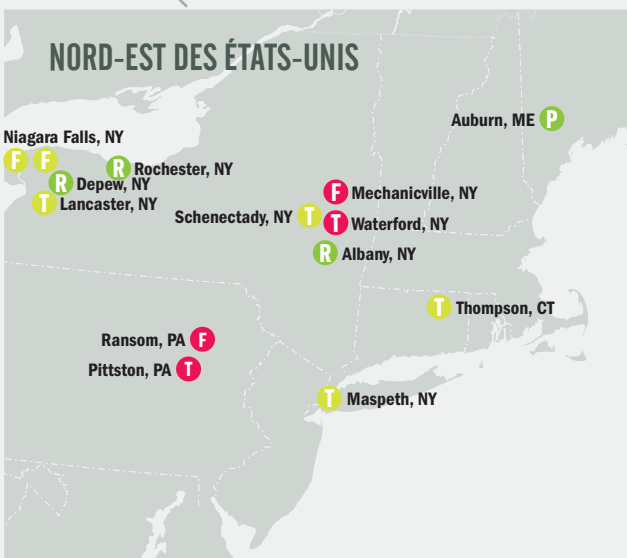 NORD-EST DES ÉTATS-UNIS
Auburn, ME P
Niagara Falls, NY
F F
R Rochester, NY
R Depew, NY
T Lancaster, NY
F Mechanicville, NY
Schenectady, NY T
T Waterford, NY
R Albany, NY
T Thompson, CT
Ransom, PA F
Pittston, PA T
T Maspeth, NY